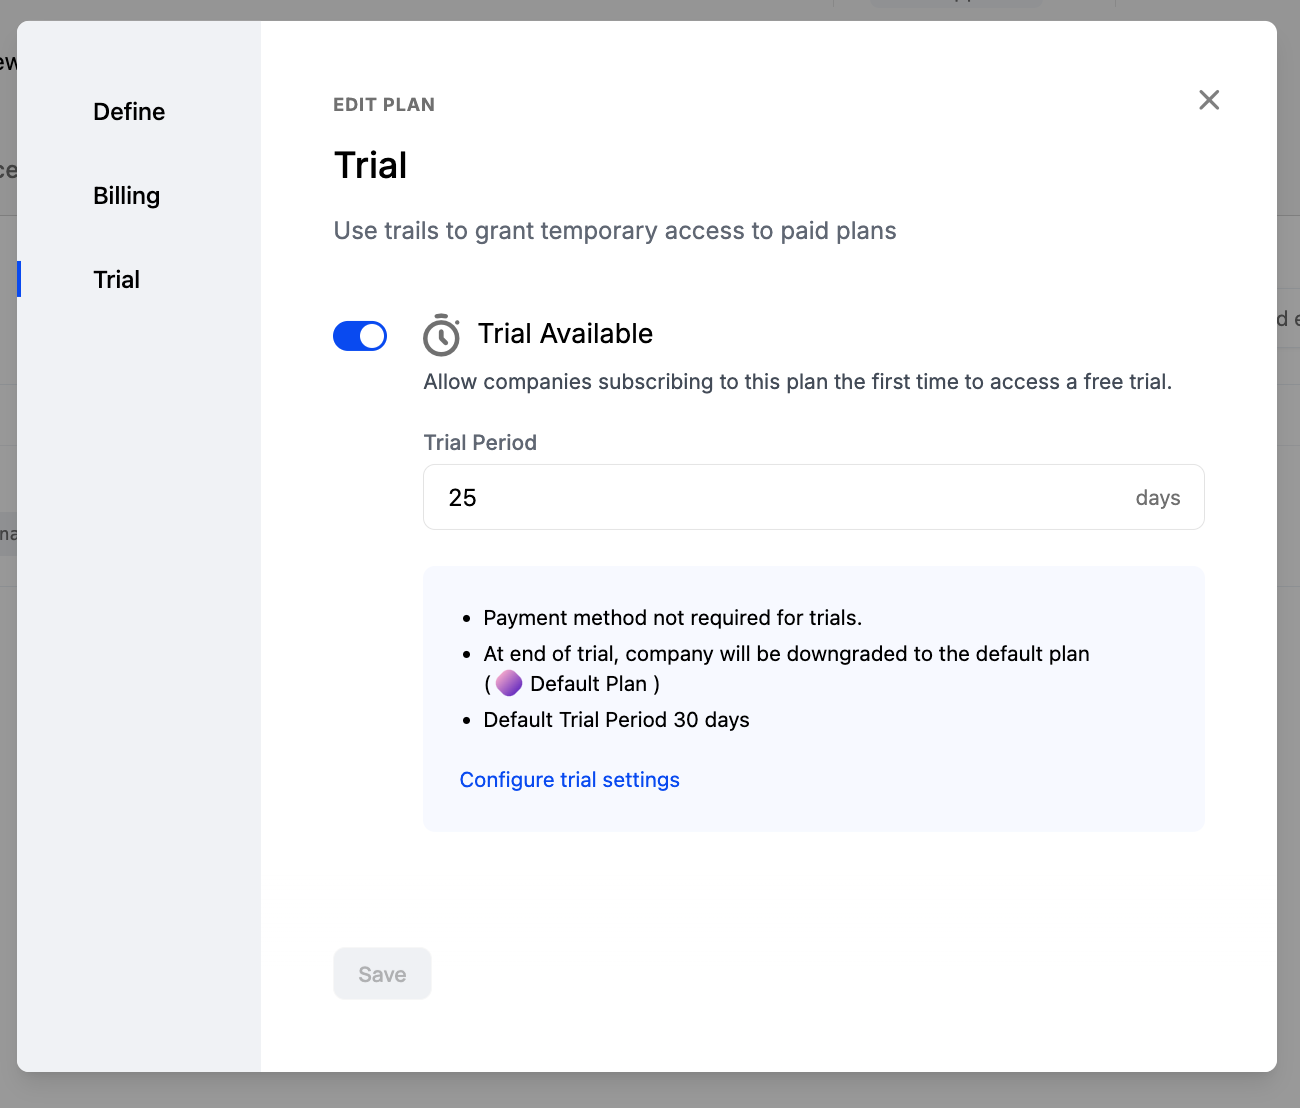 Define
Billing
Trial
EDIT PLAN
Trial
Use trails to grant temporary access to paid plans
Trial Available
Allow companies subscribing to this plan the first time to access a free trial.
Trial Period
25 days
• Payment method not required for trials.
• At end of trial, company will be downgraded to the default plan
( Default Plan )
• Default Trial Period 30 days
Configure trial settings
Save